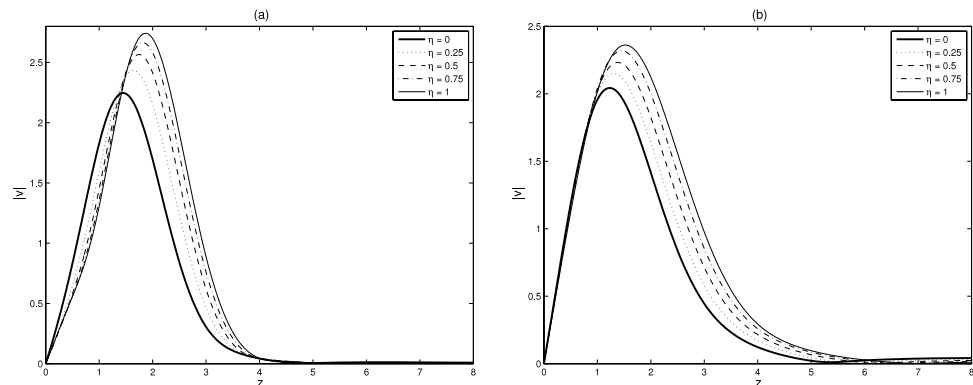 (a)
|v|
2.5
2
1.5
1
0.5
0
0 1 2 3 4 5 6 7 8
z
η = 0
η = 0.25
η = 0.5
η = 0.75
η = 1
(b)
|v|
2.5
2
1.5
1
0.5
0
0 1 2 3 4 5 6 7 8
z
η = 0
η = 0.25
η = 0.5
η = 0.75
η = 1